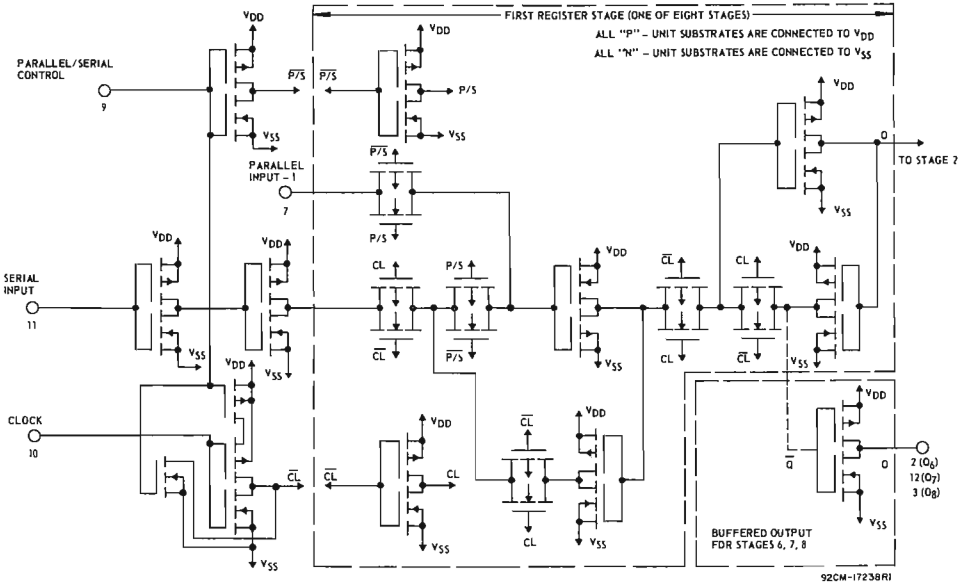 FIRST REGISTER STAGE (ONE OF EIGHT STAGES)
ALL "P" – UNIT SUBSTRATES ARE CONNECTED TO VDD
ALL "N" – UNIT SUBSTRATES ARE CONNECTED TO VSS
VDD
VDD
PARALLEL/SERIAL
CONTROL
9
P/S
P/S
P/S
VDD
VSS
VSS
Q
TO STAGE 2
PARALLEL
INPUT – 1
7
P/S
P/S
VSS
VDD
VDD
SERIAL
INPUT
11
CL
P/S
VDD
CL
CL
VDD
CL
P/S
CL
CL
VSS
VSS
VSS
VSS
VDD
CLOCK
10
CL
CL
VDD
CL
CL
VDD
VDD
Q
Q
2 (Q6)
12 (Q7)
3 (Q8)
CL
VSS
VSS
VSS
VSS
BUFFERED OUTPUT
FOR STAGES 6, 7, 8
92CM-17238R1